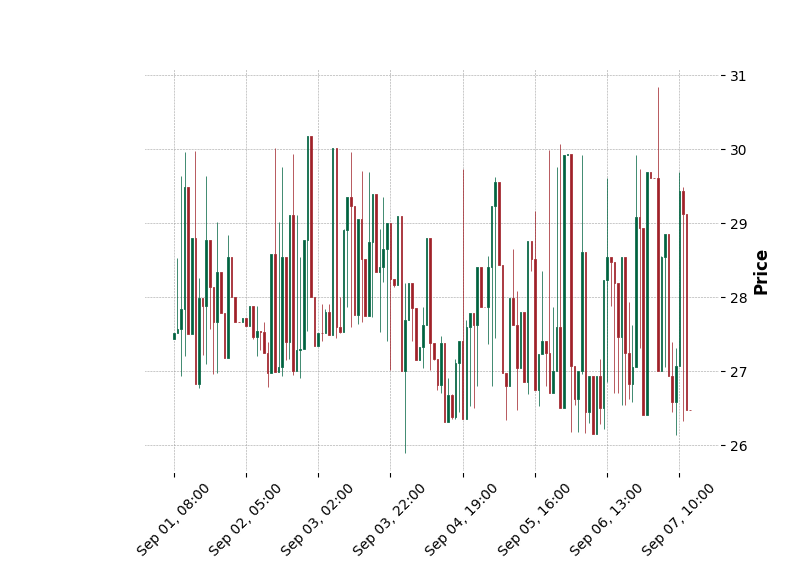 31
30
29
28
27
26
Price
Sep 01, 08:00
Sep 02, 05:00
Sep 03, 02:00
Sep 03, 22:00
Sep 04, 19:00
Sep 05, 16:00
Sep 06, 13:00
Sep 07, 10:00